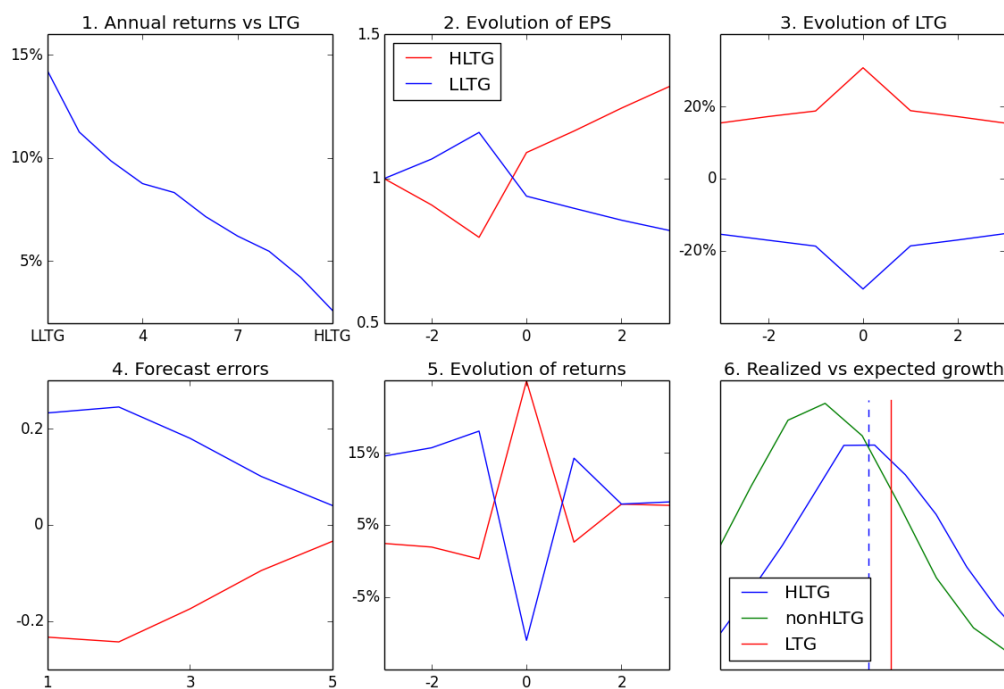 1. Annual returns vs LTG
15%
10%
5%
LLTG
4
7
HLTG
2. Evolution of EPS
1.5
1
0.5
HLTG
LLTG
-2
0
2
3. Evolution of LTG
20%
0
-20%
-2
0
2
4. Forecast errors
0.2
0
-0.2
1
3
5
5. Evolution of returns
15%
5%
-5%
-2
0
2
6. Realized vs expected growth
HLTG
nonHLTG
LTG